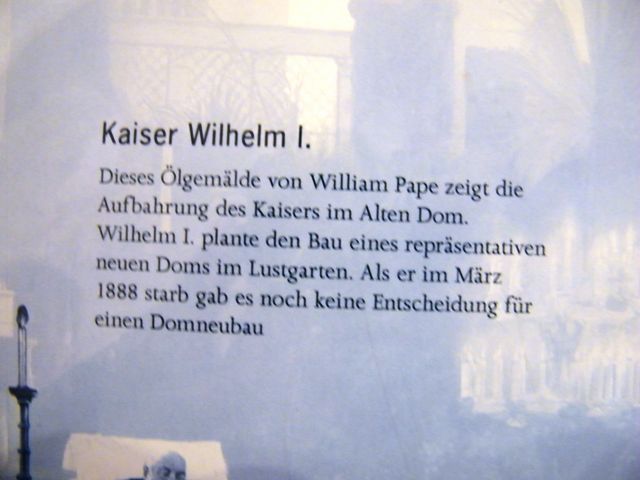 Kaiser Wilhelm I.
Dieses Ölgemälde von William Pape zeigt die
Aufbahrung des Kaisers im Alten Dom.
Wilhelm I. plante den Bau eines repräsentativen
neuen Doms im Lustgarten. Als er im März
1888 starb gab es noch keine Entscheidung für
einen Domneubau